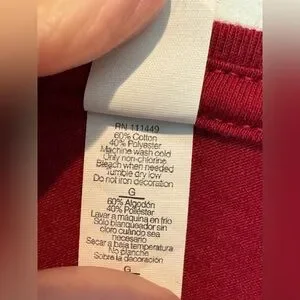 RN 111449
60% Cotton
40% Polyester
Machine wash cold
Only non-chlorine
Bleach when needed
Tumble dry low
Do not iron decoration
G
60% Algodón
40% Poliéster
Lavar a máquina en frío
Sólo blanqueador sin
cloro cuando sea
necesario
Secar a baja temperatura
No planche
Sobre la decoración
G